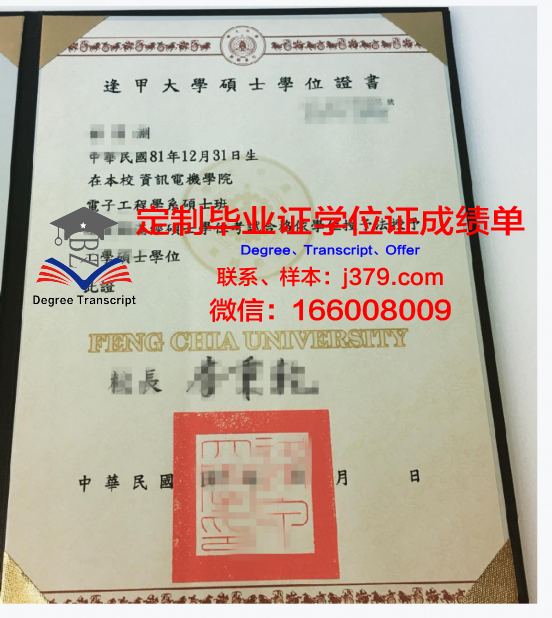 逢甲大學碩士學位證書
號
中華民國81年12月31日生
在本校資訊電機學院
電子工程學系碩士班
定制毕业证学位证成绩单
Degree、Transcript、Offer
學碩士學位
联系、样本：j379.com
此證
Degree Transcript
微信：166008009
FENG CHIA UNIVERSITY
校長
中華民國 月 日